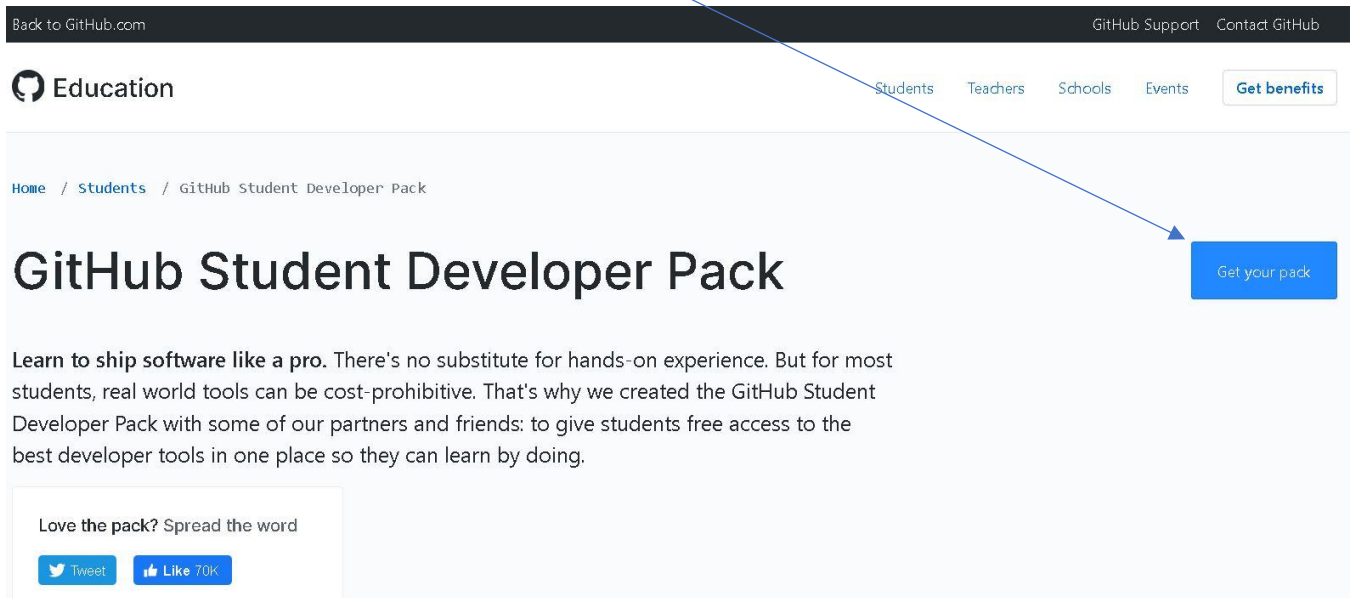 Back to GitHub.com GitHub Support Contact GitHub
Education Students Teachers Schools Events Get benefits
Home / Students / GitHub Student Developer Pack
GitHub Student Developer Pack
Get your pack
Learn to ship software like a pro. There's no substitute for hands-on experience. But for most
students, real world tools can be cost-prohibitive. That's why we created the GitHub Student
Developer Pack with some of our partners and friends: to give students free access to the
best developer tools in one place so they can learn by doing.
Love the pack? Spread the word
Tweet Like 70K